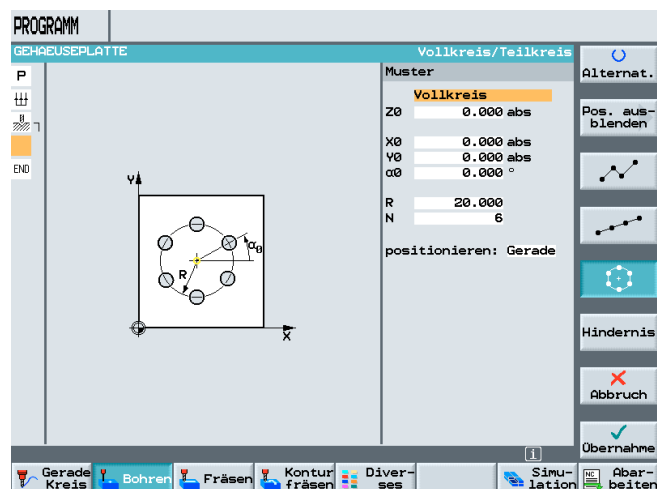 PROGRAMM
GEHAEUSEPLATTE
Vollkreis/Teilkreis
P
END
Y
X
R
α0
Muster
Vollkreis
Z0 0.000 abs
X0 0.000 abs
Y0 0.000 abs
α0 0.000 °
R 20.000
N 6
positionieren: Gerade
Alternat.
Pos. aus-
blenden
Hindernis
Abbruch
Übernahme
i
Gerade
Kreis
Bohren
Fräsen
Kontur
fräsen
Diver-
ses
Simu-
lation
NC
Abar-
beiten